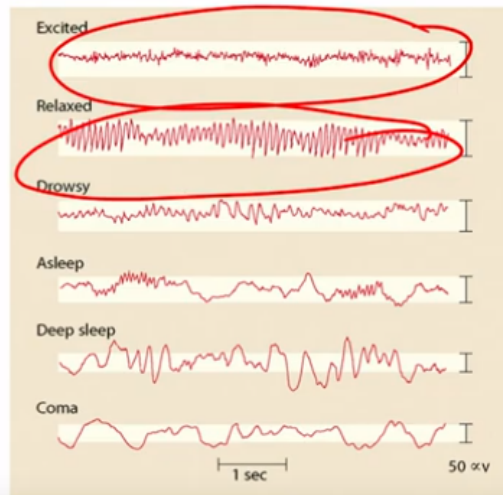 Excited
Relaxed
Drowsy
Asleep
Deep sleep
Coma
1 sec
50 ∝v